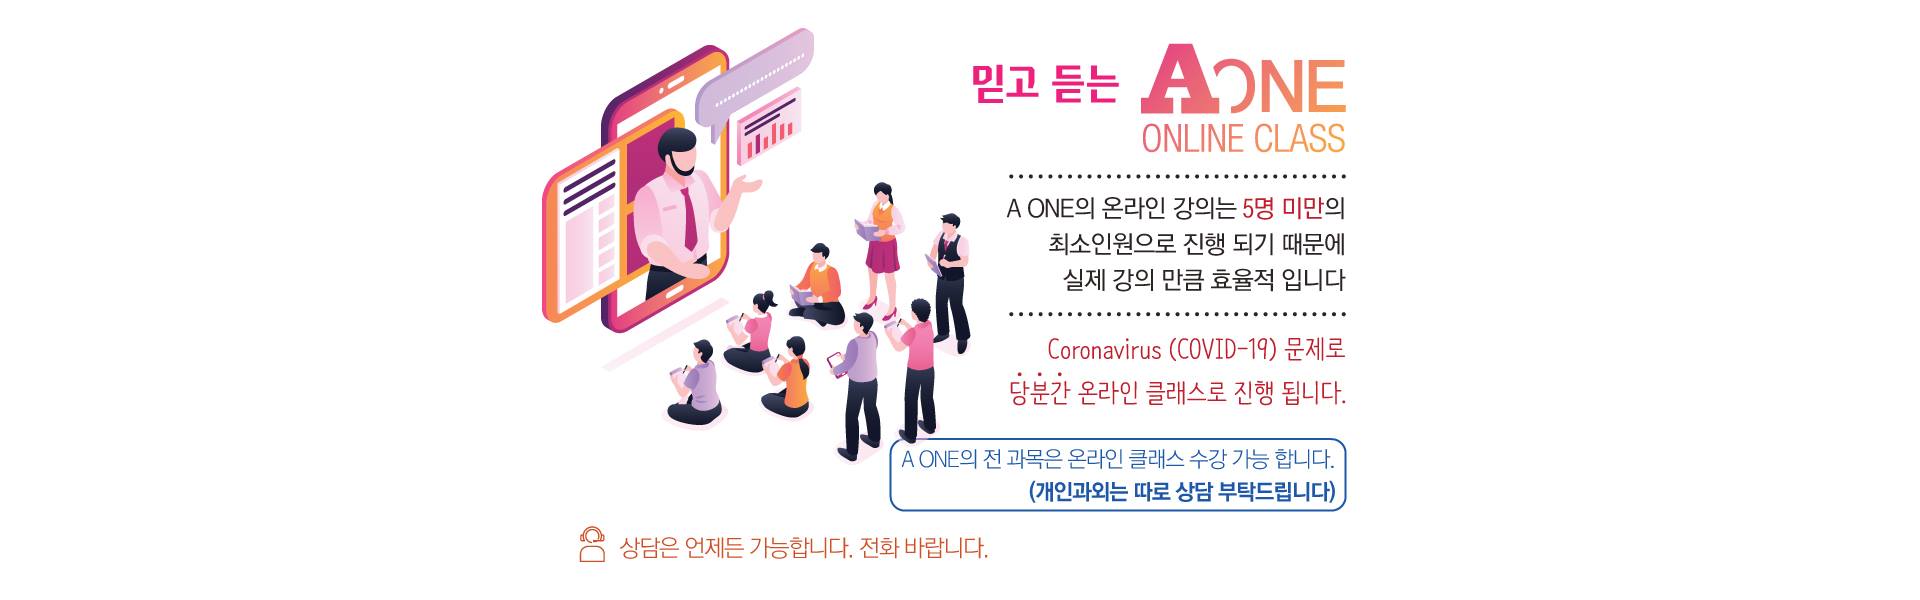 믿고 듣는 A ONE
ONLINE CLASS
A ONE의 온라인 강의는 5명 미만의
최소인원으로 진행 되기 때문에
실제 강의 만큼 효율적 입니다
Coronavirus (COVID-19) 문제로
당분간 온라인 클래스로 진행 됩니다.
A ONE의 전 과목은 온라인 클래스 수강 가능 합니다.
(개인과외는 따로 상담 부탁드립니다)
상담은 언제든 가능합니다. 전화 바랍니다.